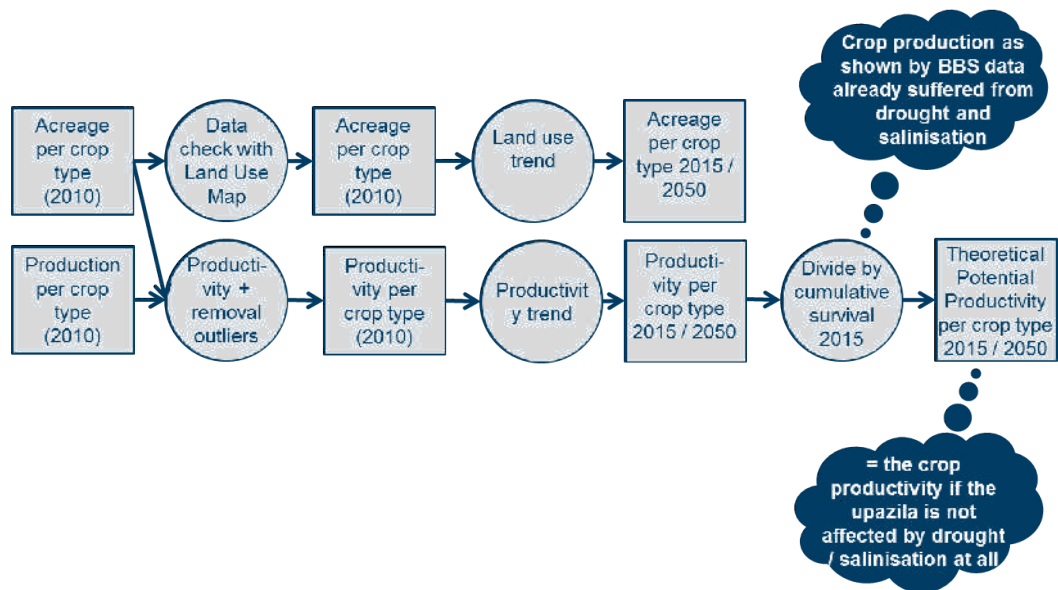 Crop production as
shown by BBS data
already suffered from
drought and
salinisation
Acreage
per crop
type
(2010)
Data
check with
Land Use
Map
Acreage
per crop
type
(2010)
Land use
trend
Acreage
per crop
type 2015 /
2050
Production
per crop
type
(2010)
Producti-
vity +
removal
outliers
Producti-
vity per
crop type
(2010)
Productivit
y trend
Producti-
vity per
crop type
2015 / 2050
Divide by
cumulative
survival
2015
Theoretical
Potential
Productivity
per crop type
2015 / 2050
= the crop
productivity if the
upazila is not
affected by drought
/ salinisation at all